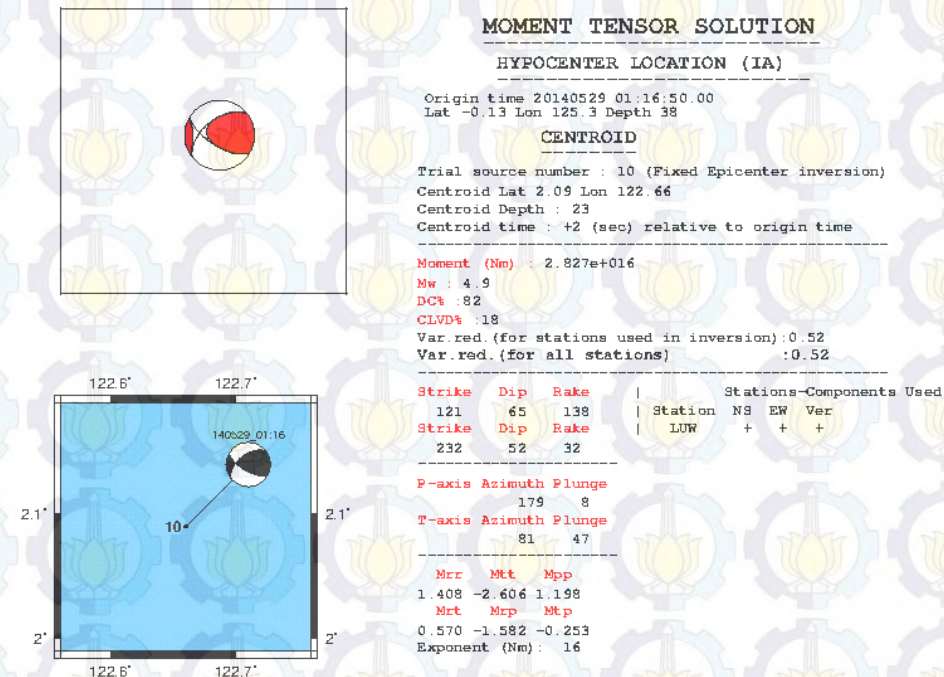 MOMENT TENSOR SOLUTION
HYPOCENTER LOCATION (IA)
Origin time 20140529 01:16:50.00
Lat -0.13 Lon 125.3 Depth 38
CENTROID
Trial source number : 10 (Fixed Epicenter inversion)
Centroid Lat 2.09 Lon 122.66
Centroid Depth : 23
Centroid time : +2 (sec) relative to origin time
Moment (Nm) : 2.827e+016
Mw : 4.9
DC% :82
CLVD% :18
Var.red.(for stations used in inversion):0.52
Var.red.(for all stations) :0.52
Strike Dip Rake | Stations-Components Used
121 65 138 | Station NS EW Ver
Strike Dip Rake | LUW + + +
232 52 32
P-axis Azimuth Plunge
179 8
T-axis Azimuth Plunge
81 47
Mrr Mtt Mpp
1.408 -2.606 1.198
Mrt Mrp Mtp
0.570 -1.582 -0.253
Exponent (Nm): 16
122.6° 122.7°
140529_01:16
2.1° 10 2.1°
2° 2°
122.6° 122.7°